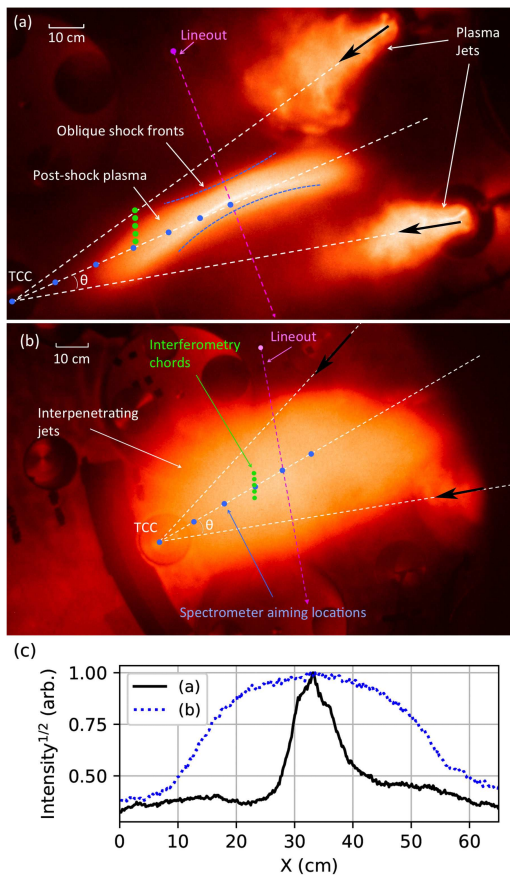 (a)
10 cm
Lineout
Plasma
Jets
Oblique shock fronts
Post-shock plasma
TCC
θ
(b)
10 cm
Interferometry
chords
Lineout
Interpenetrating
jets
TCC
θ
Spectrometer aiming locations
(c)
Intensity1/2 (arb.)
1.00
0.75
0.50
(a)
(b)
0 10 20 30 40 50 60
X (cm)